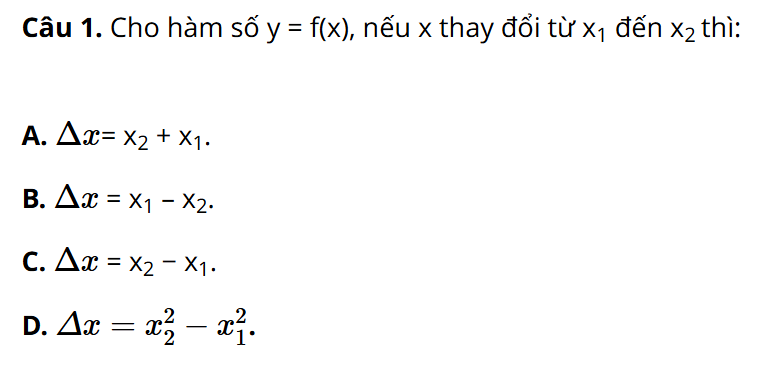 Câu 1. Cho hàm số y = f(x), nếu x thay đổi từ x₁ đến x₂ thì:
A. Δx= x₂ + x₁.
B. Δx = x₁ − x₂.
C. Δx = x₂ − x₁.
D. Δx = x₂² − x₁².